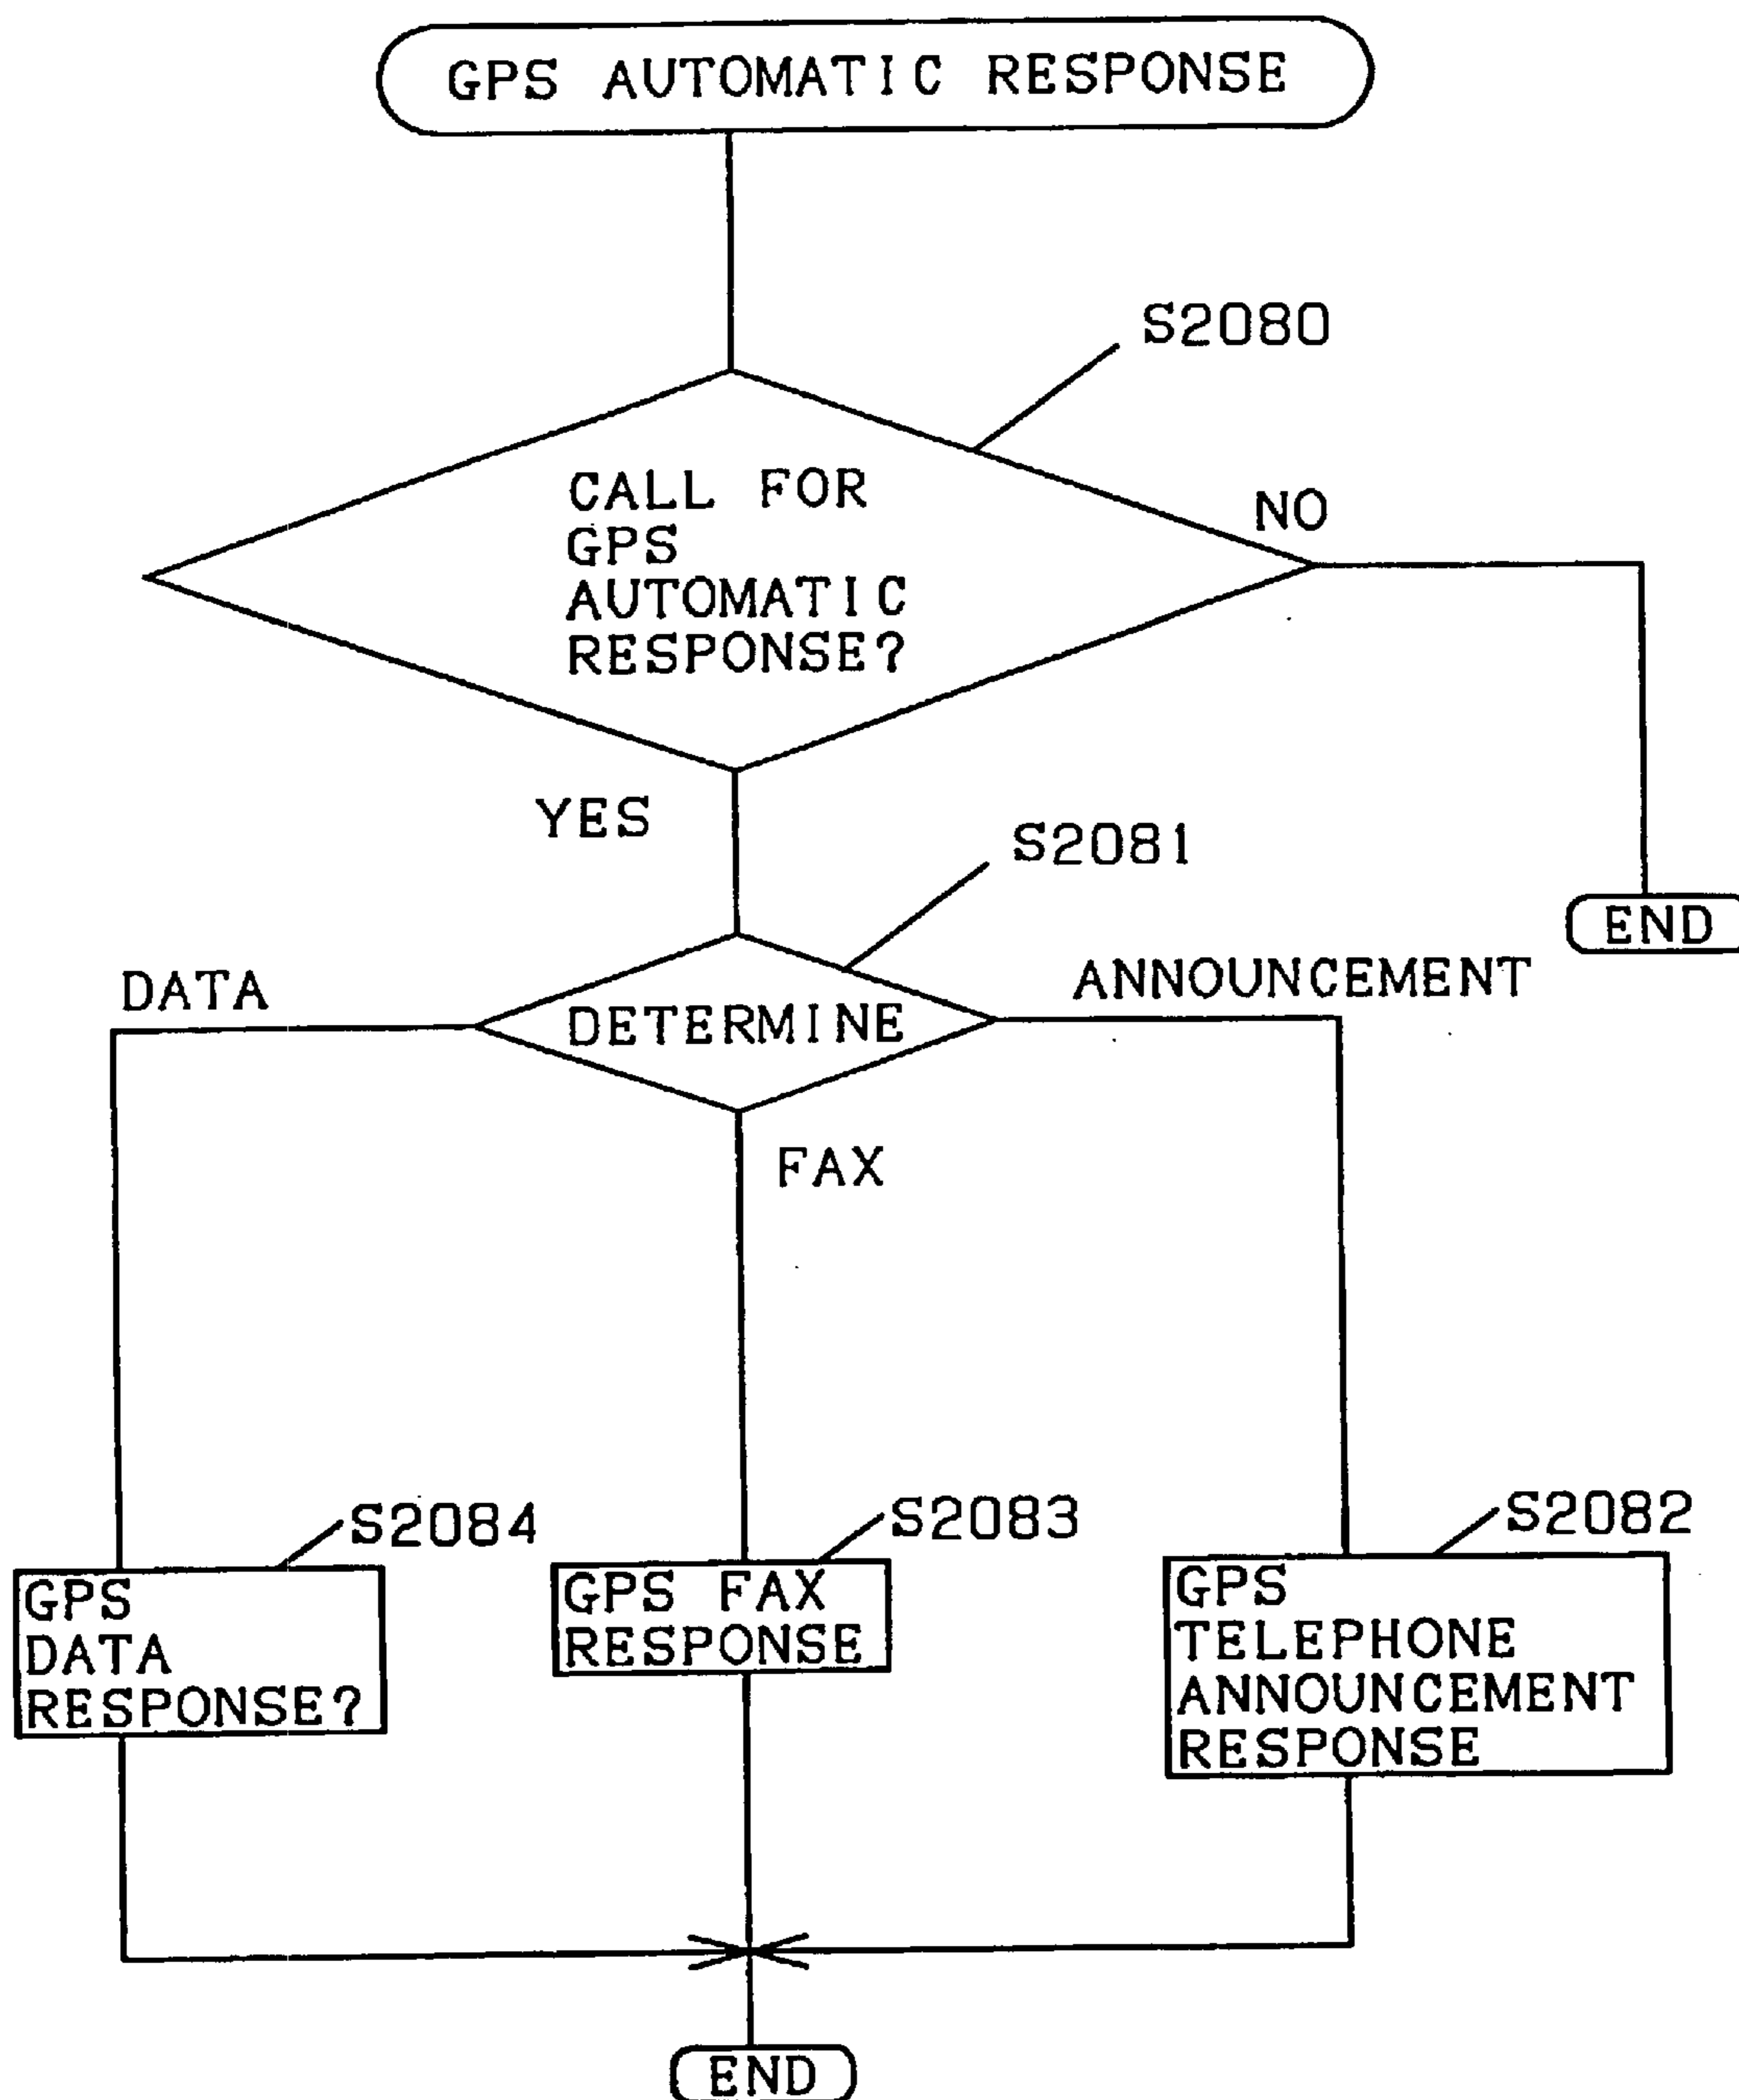 GPS AUTOMATIC RESPONSE
S2080
CALL FOR
GPS
AUTOMATIC
RESPONSE?
NO
YES
S2081
END
DATA
DETERMINE
ANNOUNCEMENT
FAX
S2084
GPS
DATA
RESPONSE?
S2083
GPS FAX
RESPONSE
S2082
GPS
TELEPHONE
ANNOUNCEMENT
RESPONSE
END